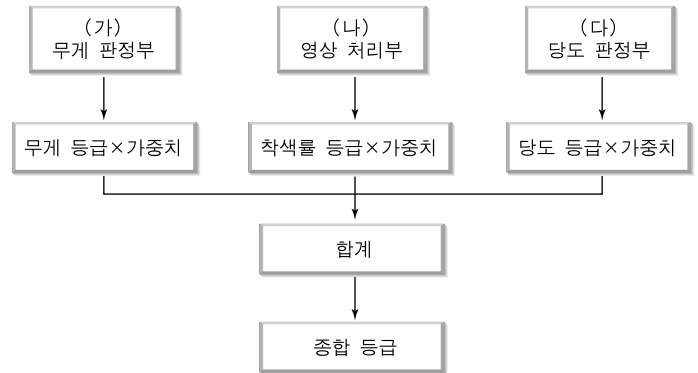 (가)
무게 판정부
(나)
영상 처리부
(다)
당도 판정부
무게 등급×가중치
착색률 등급×가중치
당도 등급×가중치
합계
종합 등급